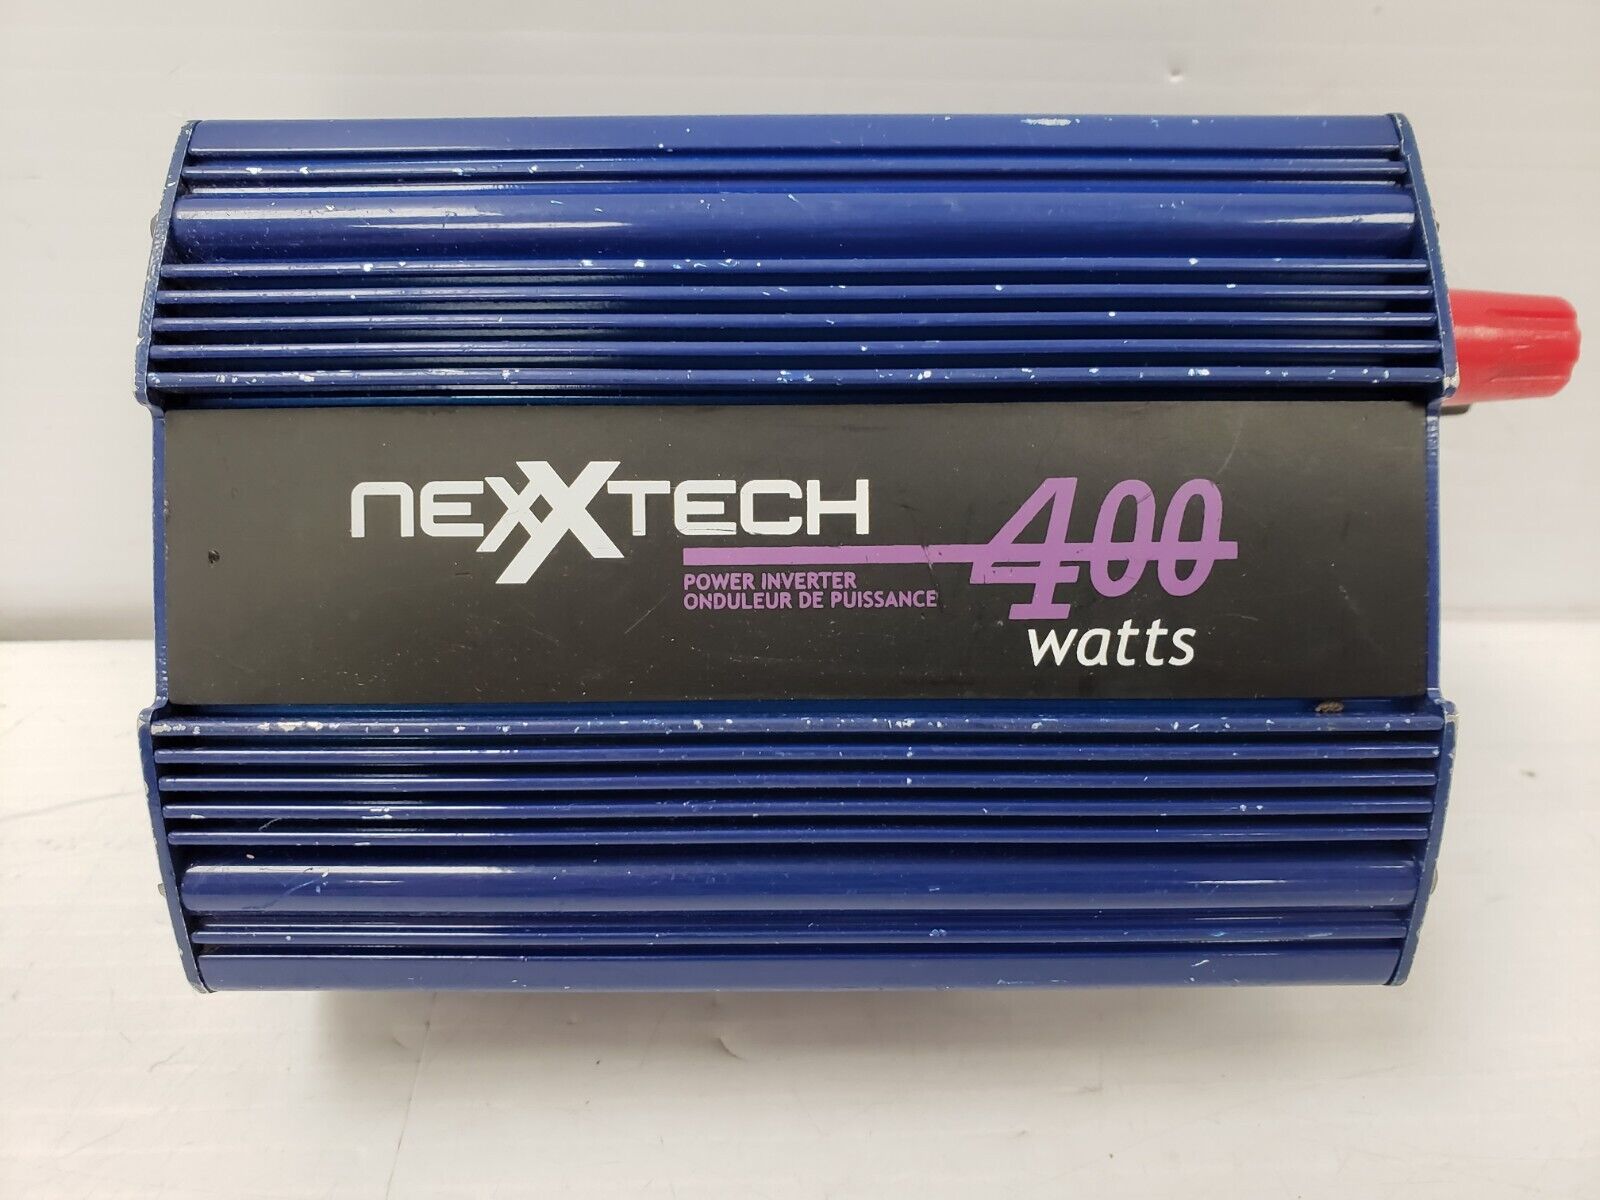 neXXTECH
400
POWER INVERTER
ONDULEUR DE PUISSANCE
watts